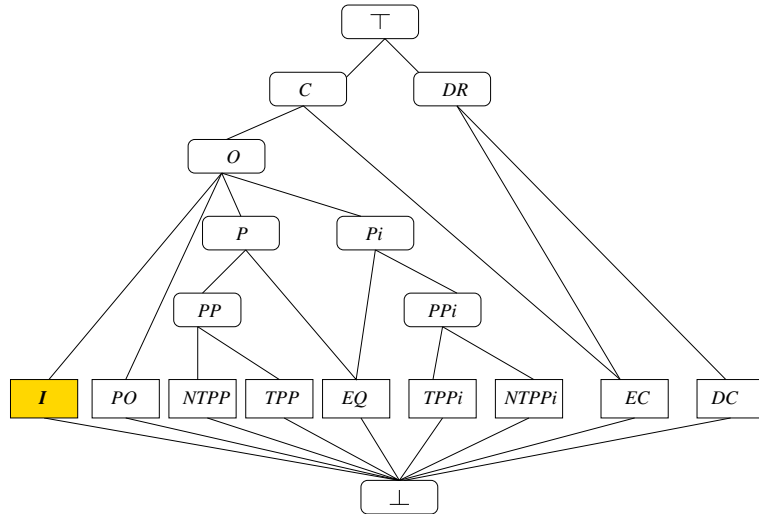 ⊤
C DR
O
P Pi
PP PPi
I PO NTPP TPP EQ TPPi NTPPi EC DC
⊥